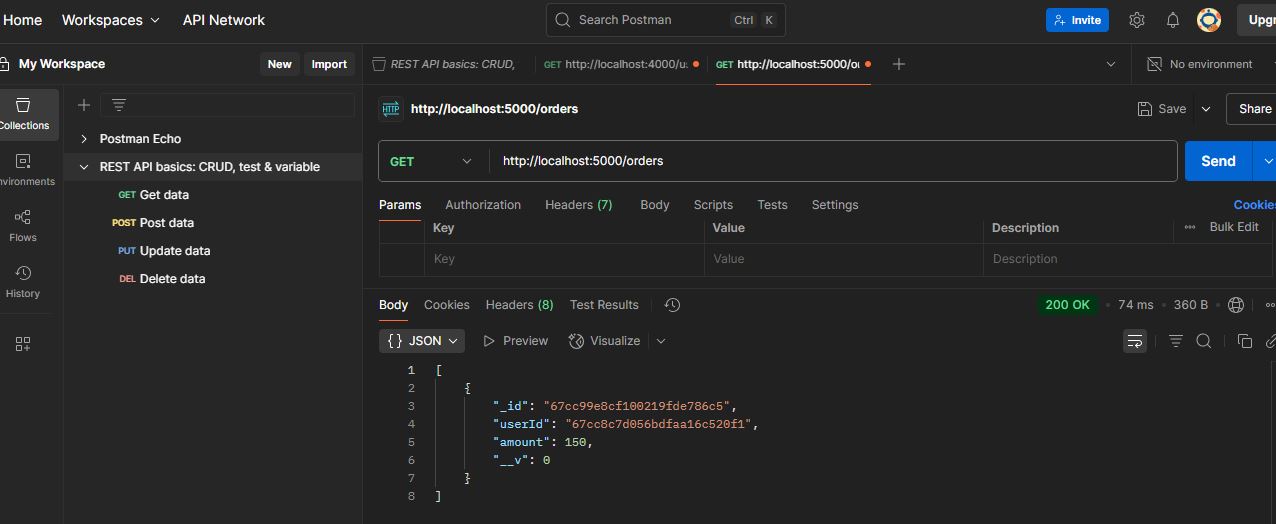 Home Workspaces API Network Search Postman Ctrl K Invite
My Workspace New Import REST API basics: CRUD, GET http://localhost:4000/u: GET http://localhost:5000/o No environment
Collections
Environments
Flows
History
Postman Echo
REST API basics: CRUD, test & variable
GET Get data
POST Post data
PUT Update data
DEL Delete data
HTTP http://localhost:5000/orders Save Share
GET http://localhost:5000/orders Send
Params Authorization Headers (7) Body Scripts Tests Settings Cookies
Key Value Description Bulk Edit
Key Value Description
Body Cookies Headers (8) Test Results 200 OK • 74 ms • 360 B
{} JSON Preview Visualize
1 [
2 {
3 "_id": "67cc99e8cf100219fde786c5",
4 "userId": "67cc8c7d056bdfaa16c520f1",
5 "amount": 150,
6 "__v": 0
7 }
8 ]